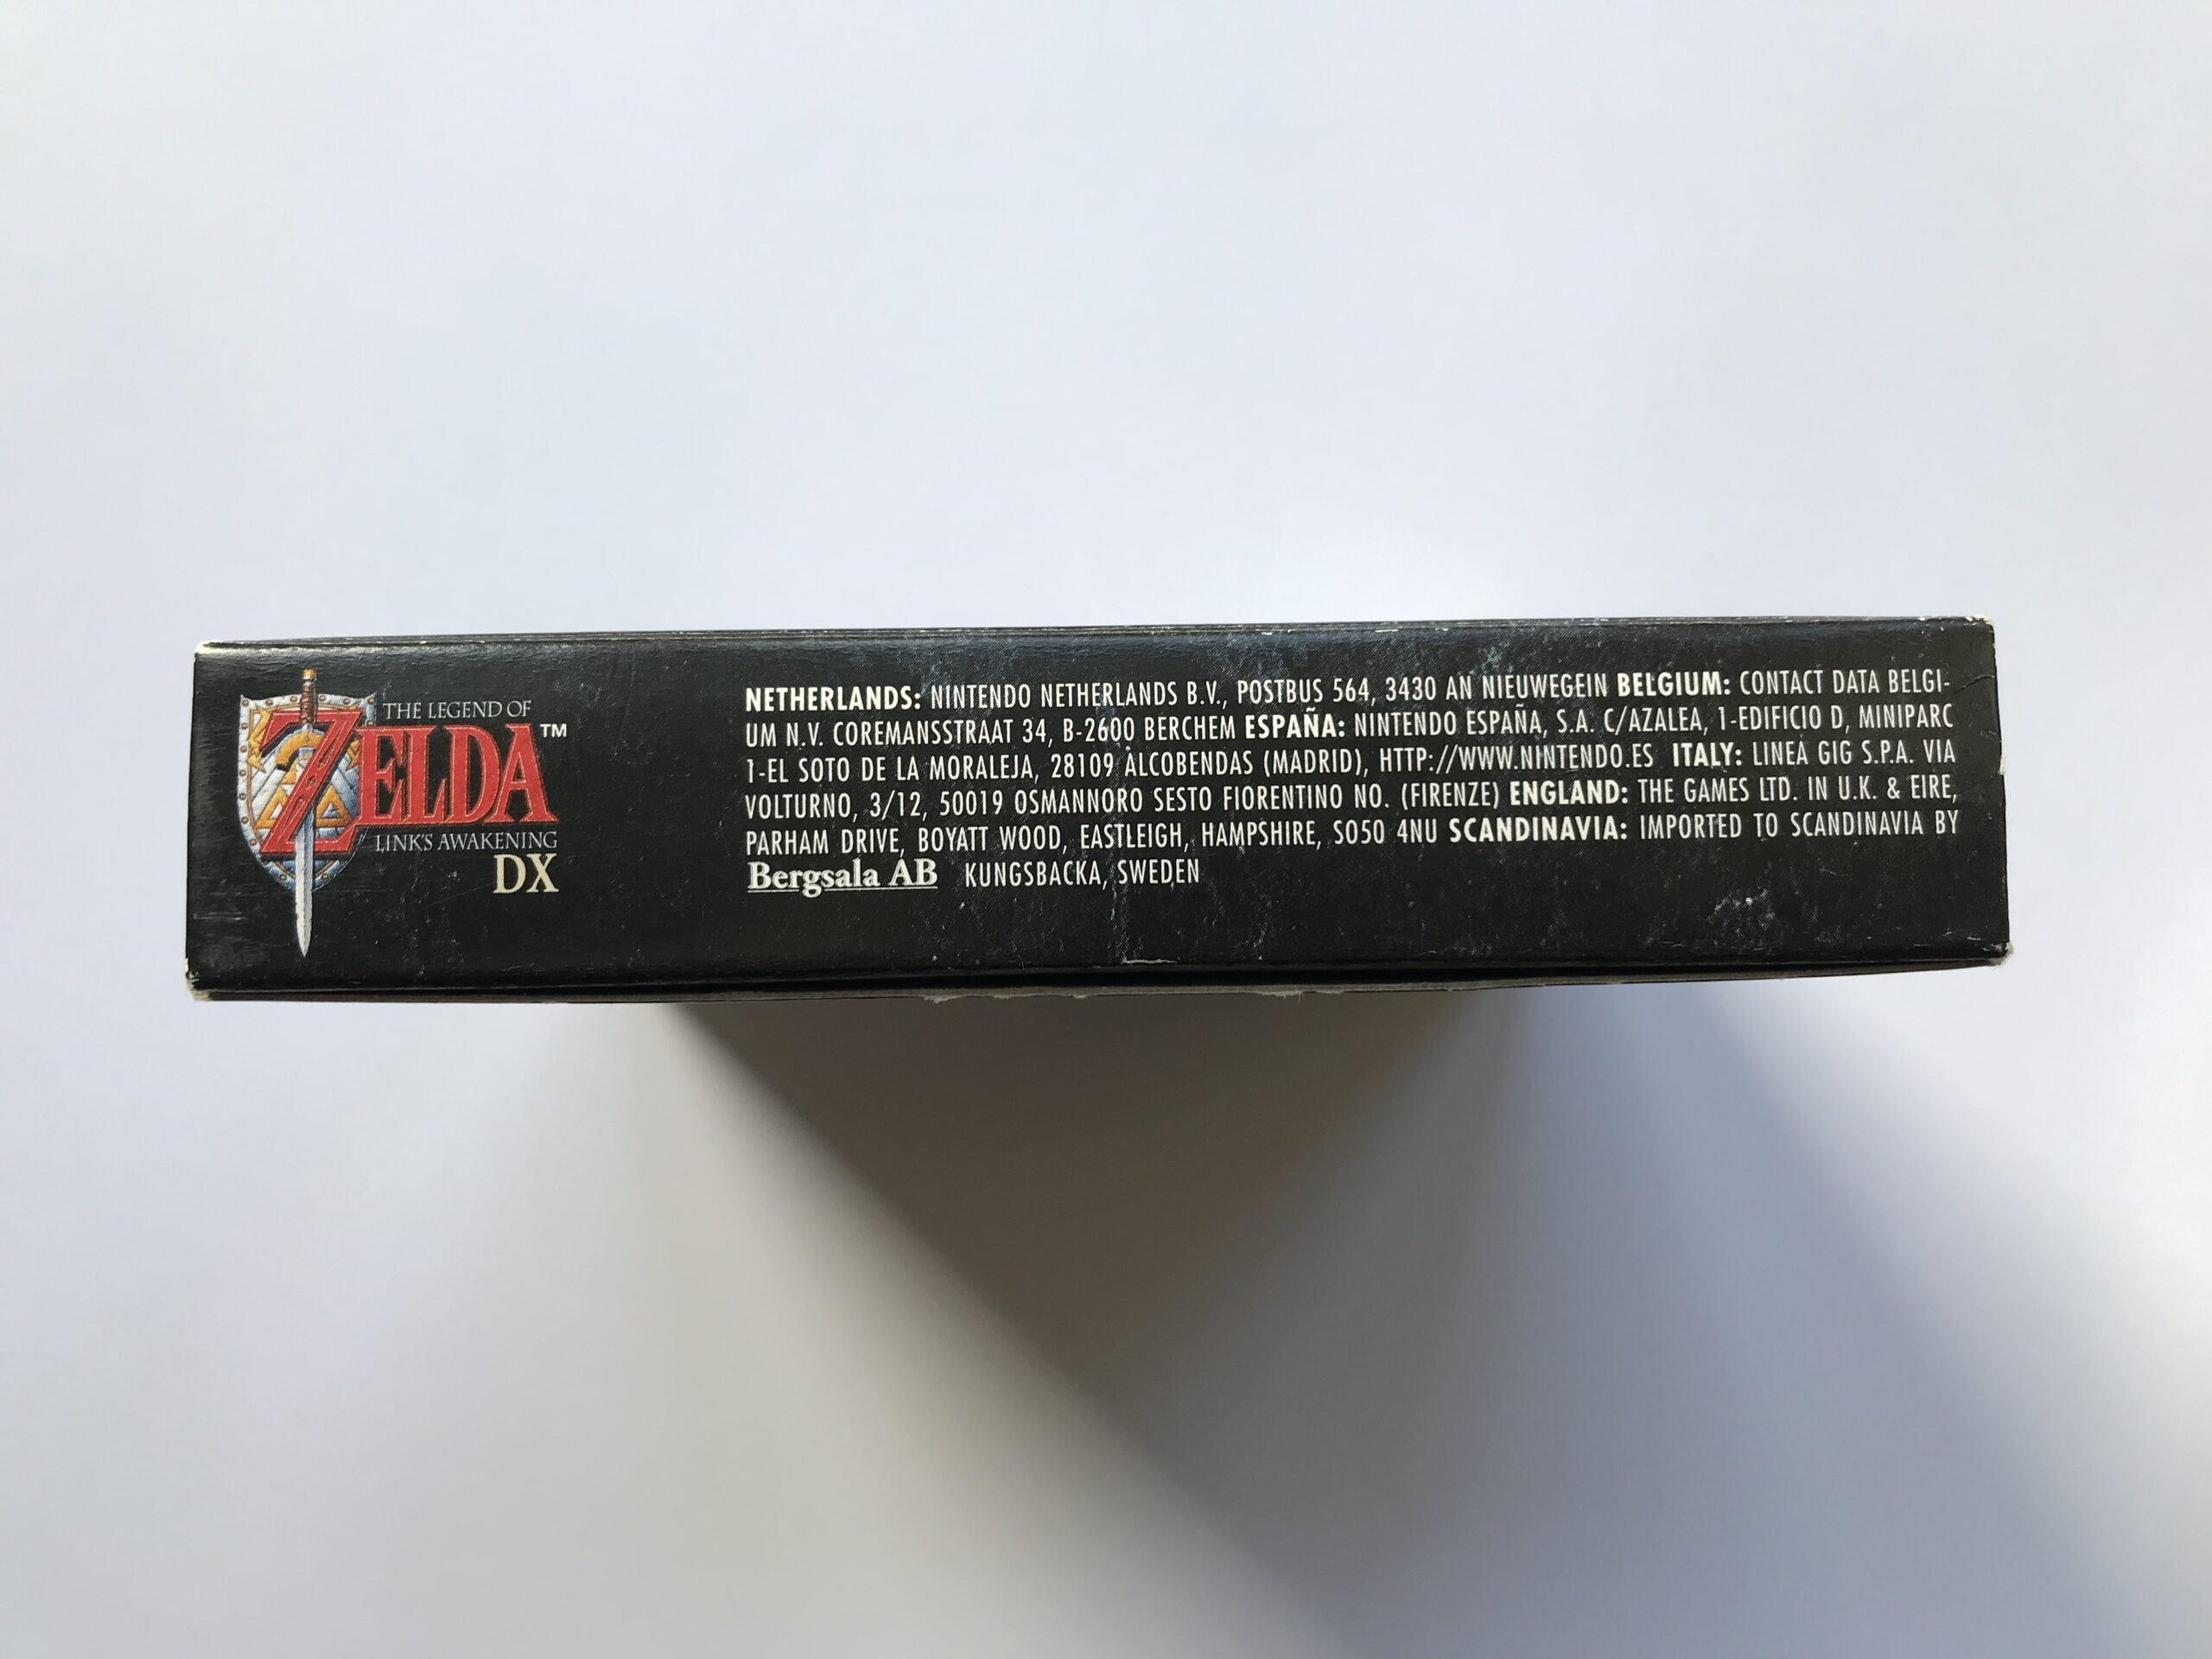 THE LEGEND OF
ZELDA™
LINK'S AWAKENING
DX
NETHERLANDS: NINTENDO NETHERLANDS B.V., POSTBUS 564, 3430 AN NIEUWEGEIN BELGIUM: CONTACT DATA BELGI-
UM N.V. COREMANSSTRAAT 34, B-2600 BERCHEM ESPAÑA: NINTENDO ESPAÑA, S.A. C/AZALEA, 1-EDIFICIO D, MINIPARC
1-EL SOTO DE LA MORALEJA, 28109 ALCOBENDAS (MADRID), HTTP://WWW.NINTENDO.ES ITALY: LINEA GIG S.P.A. VIA
VOLTURNO, 3/12, 50019 OSMANNORO SESTO FIORENTINO NO. (FIRENZE) ENGLAND: THE GAMES LTD. IN U.K. & EIRE,
PARHAM DRIVE, BOYATT WOOD, EASTLEIGH, HAMPSHIRE, SO50 4NU SCANDINAVIA: IMPORTED TO SCANDINAVIA BY
Bergsala AB KUNGSBACKA, SWEDEN